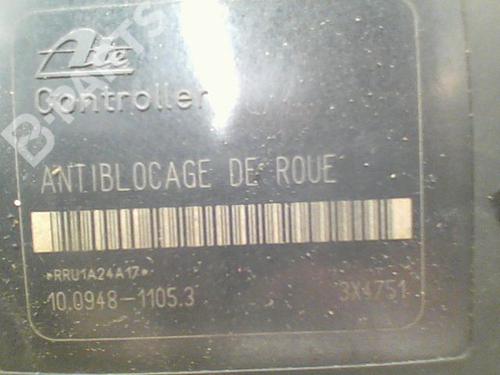 Ate
Controller
ANTIBLOCAGE DE ROUE
*RRU1A24A17*
10.0948-1105.3 3X4751
B PARTS